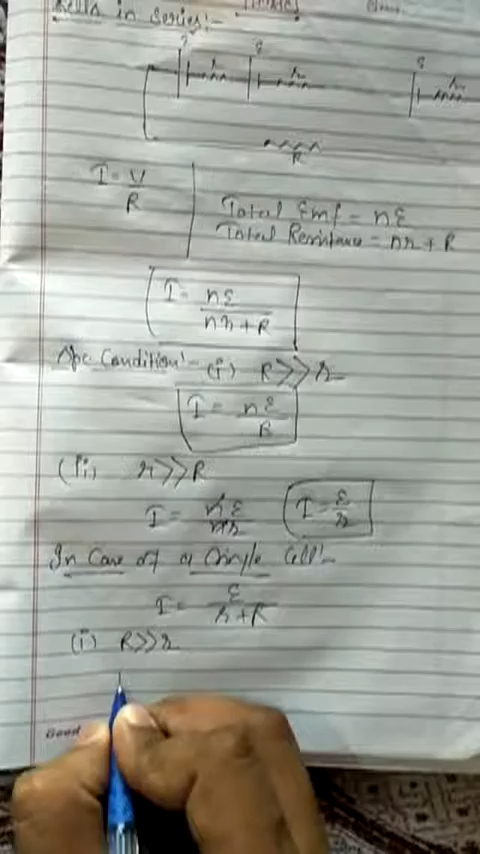 Cells in Series:-
ε r ε r ε r
R
I = V/R
Total Emf = nε
Total Resistance = nr + R
I = nε/nr + R
Spc Condition:- (i) R >> r
I = nε/R
(ii) r >> R
I = nε/nr I = ε/r
In Case of a Single Cell:-
I = ε/r + R
(i) R >> r
Good